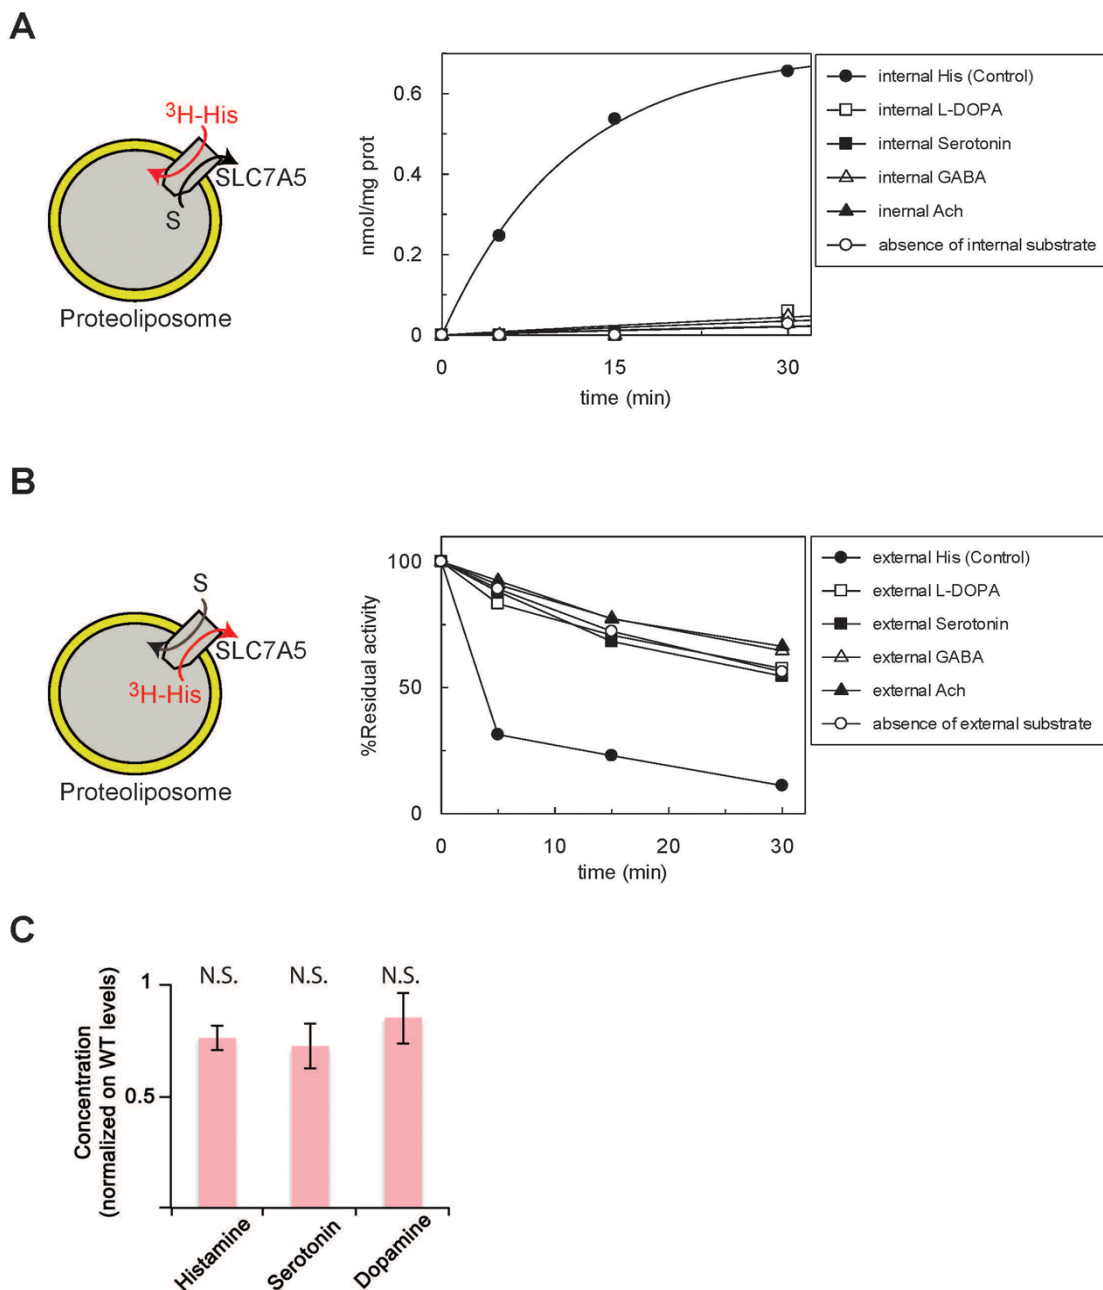 A
³H-His
SLC7A5
S
Proteoliposome
nmol/mg prot
0.6
0.4
0.2
0
0
15
30
time (min)
internal His (Control)
internal L-DOPA
internal Serotonin
internal GABA
inernal Ach
absence of internal substrate
B
S
SLC7A5
³H-His
Proteoliposome
%Residual activity
100
50
0
0
10
20
30
time (min)
external His (Control)
external L-DOPA
external Serotonin
external GABA
external Ach
absence of external substrate
C
Concentration
(normalized on WT levels)
1
0.5
N.S.
N.S.
N.S.
Histamine
Serotonin
Dopamine